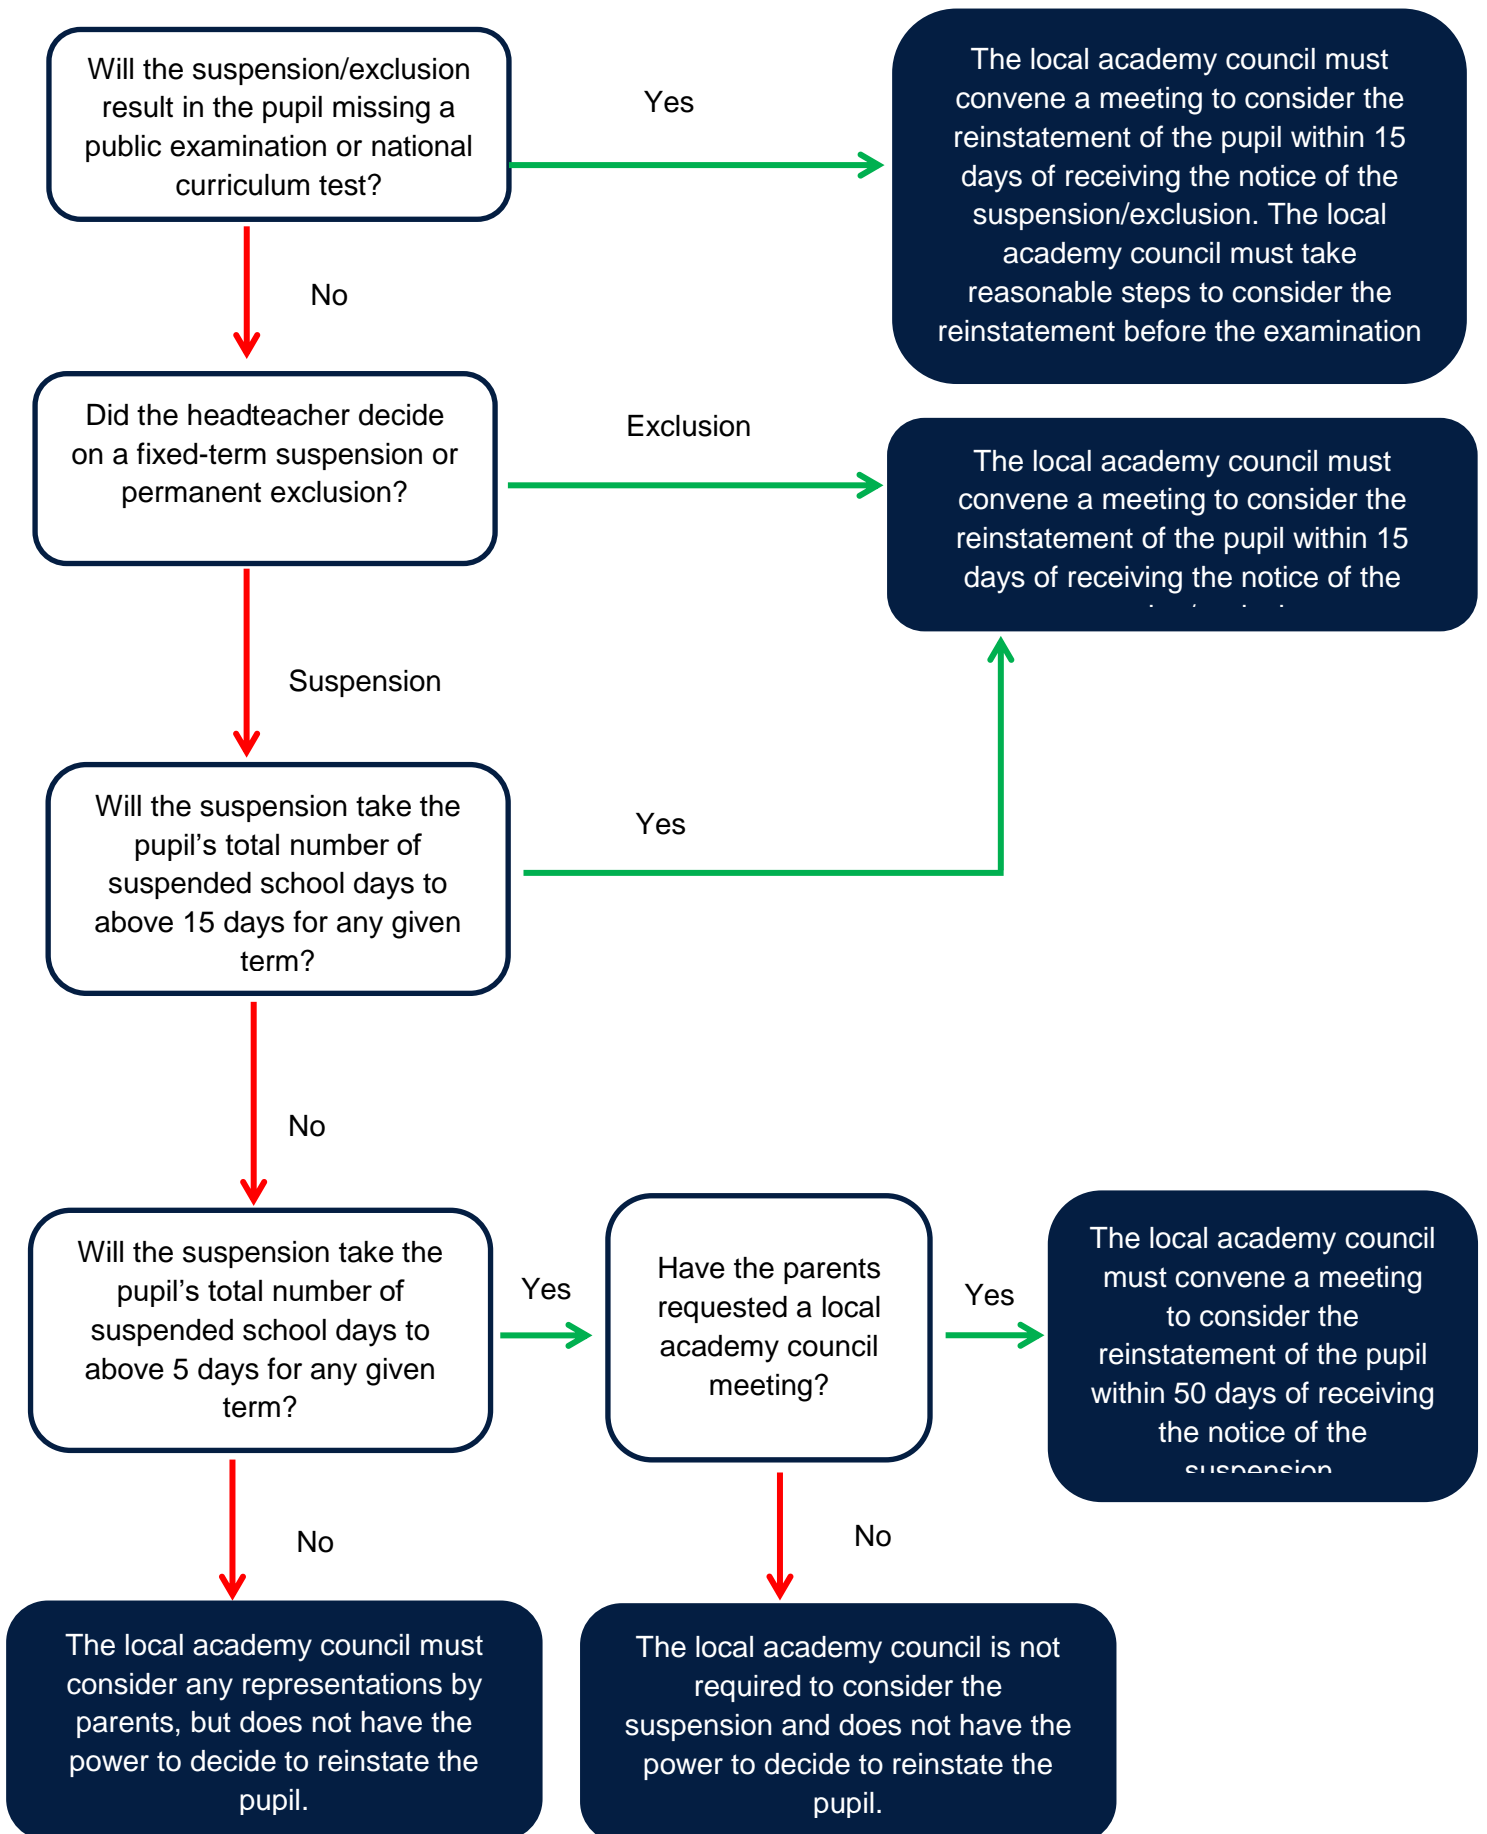 Will the suspension/exclusion
result in the pupil missing a
public examination or national
curriculum test?
Yes
The local academy council must
convene a meeting to consider the
reinstatement of the pupil within 15
days of receiving the notice of the
suspension/exclusion. The local
academy council must take
reasonable steps to consider the
reinstatement before the examination
No
Did the headteacher decide
on a fixed-term suspension or
permanent exclusion?
Exclusion
The local academy council must
convene a meeting to consider the
reinstatement of the pupil within 15
days of receiving the notice of the
Suspension
Will the suspension take the
pupil’s total number of
suspended school days to
above 15 days for any given
term?
Yes
No
Will the suspension take the
pupil’s total number of
suspended school days to
above 5 days for any given
term?
Yes
Have the parents
requested a local
academy council
meeting?
Yes
The local academy council
must convene a meeting
to consider the
reinstatement of the pupil
within 50 days of receiving
the notice of the
suspension
No
No
The local academy council must
consider any representations by
parents, but does not have the
power to decide to reinstate the
pupil.
The local academy council is not
required to consider the
suspension and does not have the
power to decide to reinstate the
pupil.